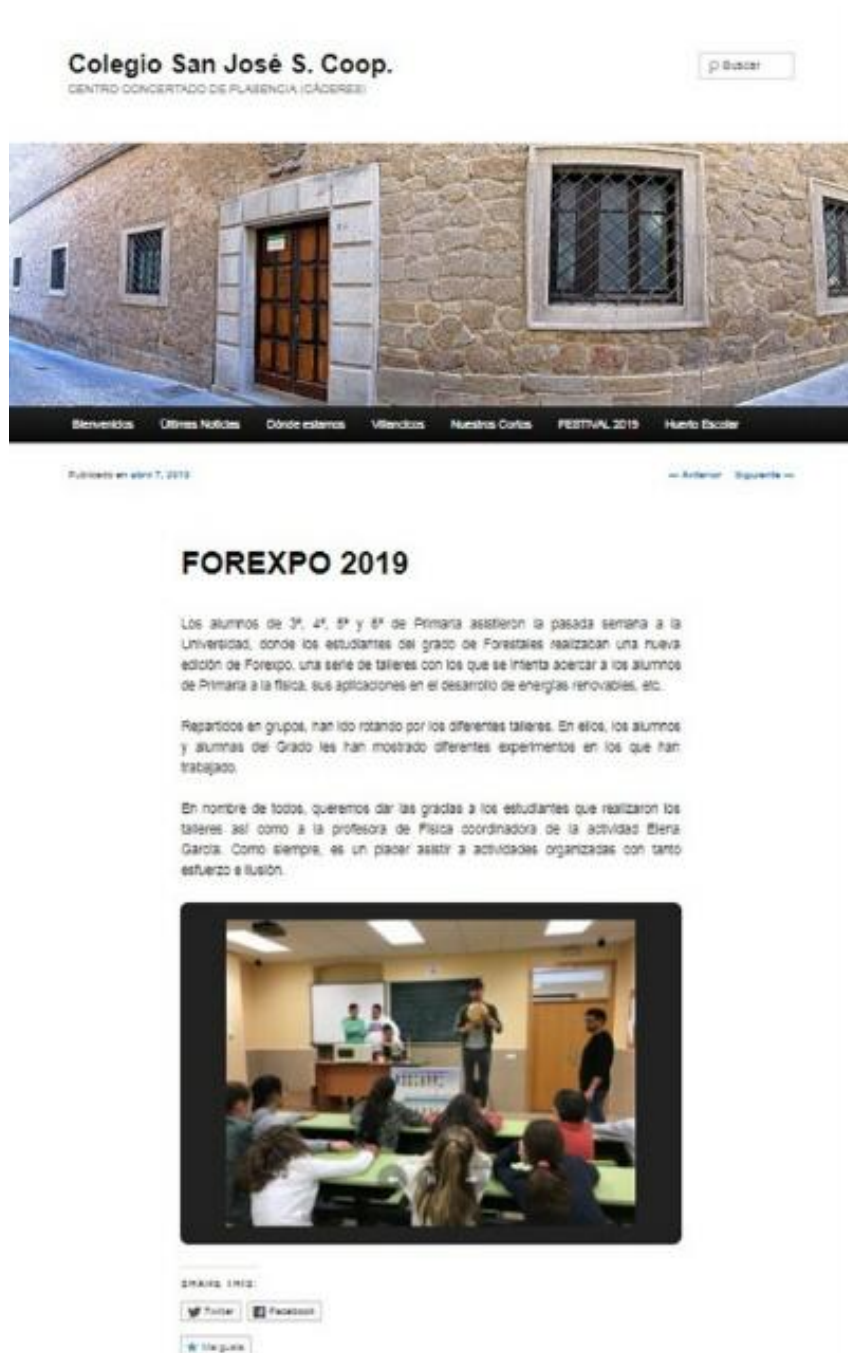 Colegio San José S. Coop.
CENTRO CONCERTADO DE PLASENCIA (CÁCERES)
Buscar
Bienvenidos Últimas Noticias Dónde estamos Villancicos Nuestros Cortos FESTIVAL 2019 Huerto Escolar
Publicado en abril 7, 2019
← Anterior Siguiente →
FOREXPO 2019
Los alumnos de 3º, 4º, 5º y 6º de Primaria asistieron la pasada semana a la
Universidad, donde los estudiantes del grado de Forestales realizaban una nueva
edición de Forexpo, una serie de talleres con los que se intenta acercar a los alumnos
de Primaria a la física, sus aplicaciones en el desarrollo de energías renovables, etc.
Repartidos en grupos, han ido rotando por los diferentes talleres. En ellos, los alumnos
y alumnas del Grado les han mostrado diferentes experimentos en los que han
trabajado.
En nombre de todos, queremos dar las gracias a los estudiantes que realizaron los
talleres así como a la profesora de Física coordinadora de la actividad Elena
García. Como siempre, es un placer asistir a actividades organizadas con tanto
esfuerzo e ilusión.
SHARE THIS:
Twitter Facebook
Me gusta